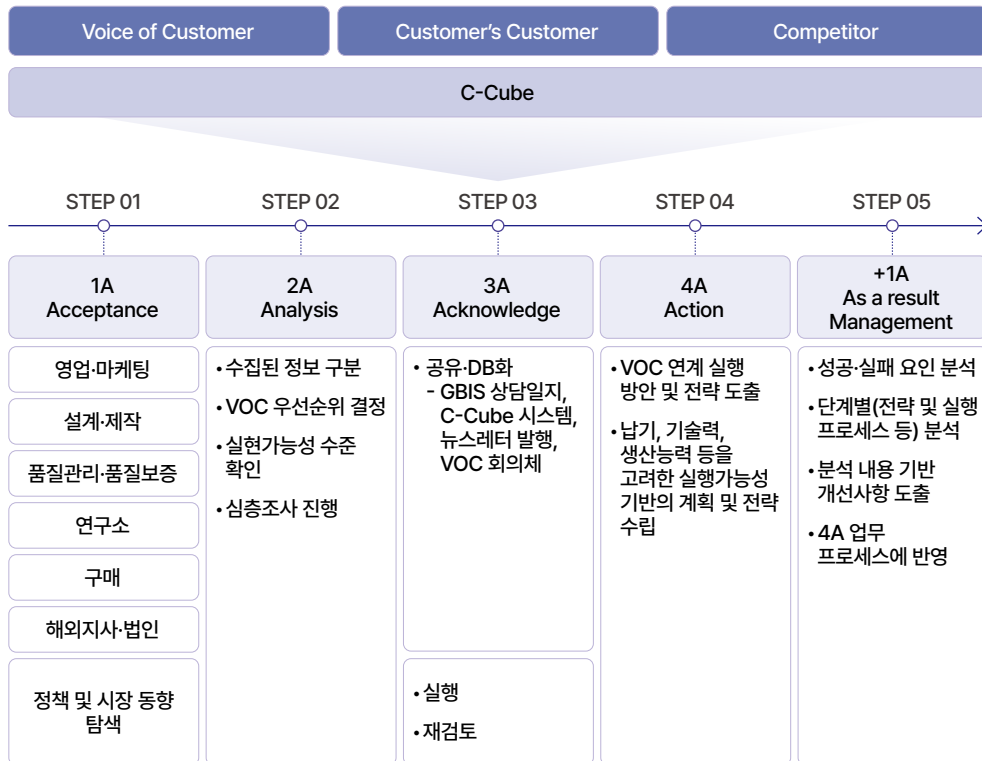 Voice of Customer
Customer's Customer
Competitor
C-Cube
STEP 01
STEP 02
STEP 03
STEP 04
STEP 05
1A
Acceptance
2A
Analysis
3A
Acknowledge
4A
Action
+1A
As a result
Management
영업·마케팅
설계·제작
품질관리·품질보증
연구소
구매
해외지사·법인
정책 및 시장 동향
탐색
• 수집된 정보 구분
• VOC 우선순위 결정
• 실현가능성 수준
확인
• 심층조사 진행
• 공유·DB화
- GBIS 상담일지,
C-Cube 시스템,
뉴스레터 발행,
VOC 회의체
• 실행
• 재검토
• VOC 연계 실행
방안 및 전략 도출
• 납기, 기술력,
생산능력 등을
고려한 실행가능성
기반의 계획 및 전략
수립
• 성공·실패 요인 분석
• 단계별(전략 및 실행
프로세스 등) 분석
• 분석 내용 기반
개선사항 도출
• 4A 업무
프로세스에 반영